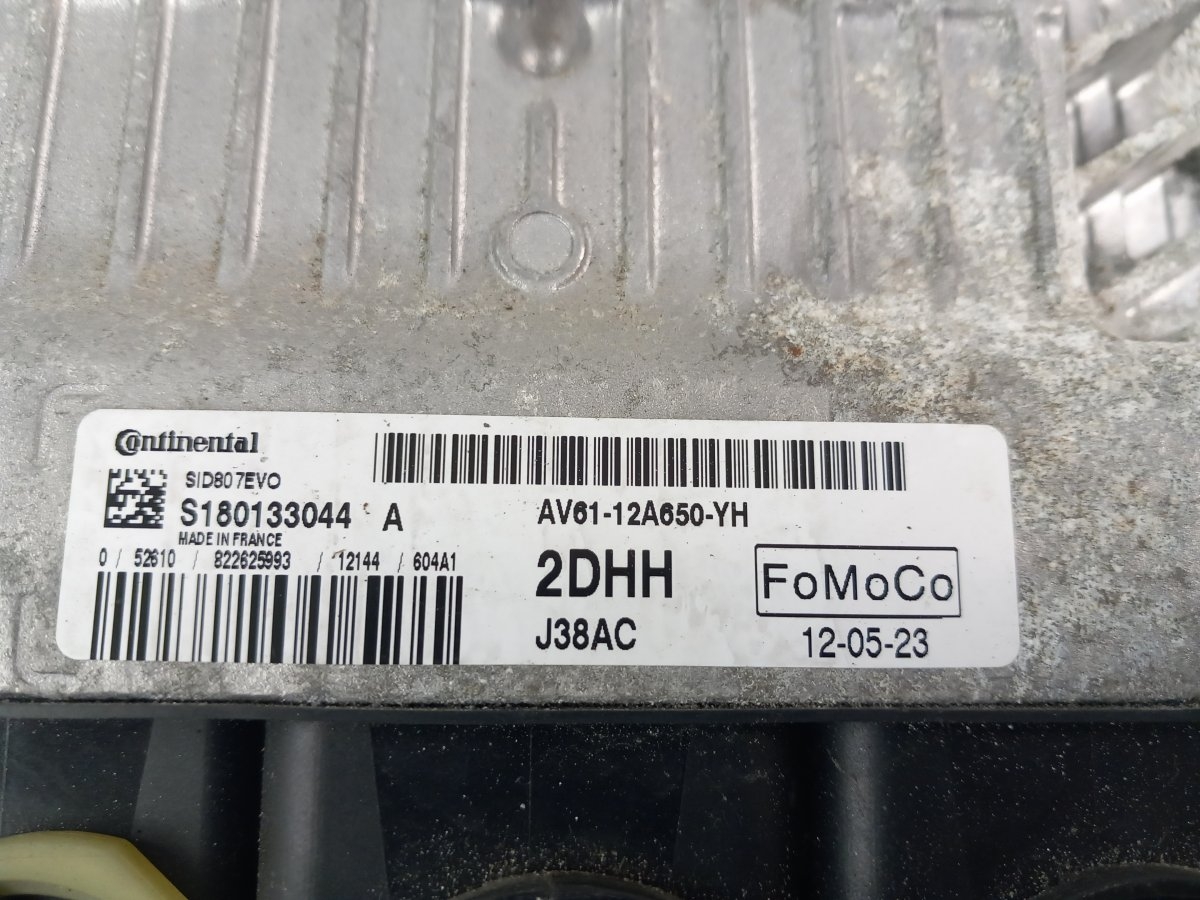 Continental
SID807EVO
S180133044 A
MADE IN FRANCE
0 / 52610 / 822625993 / 12144 / 604A1
AV61-12A650-YH
2DHH
J38AC
FoMoCo
12-05-23